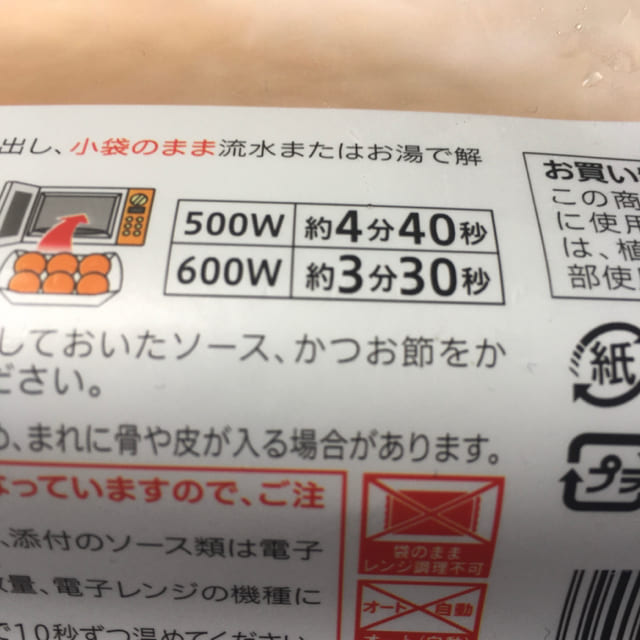 出し、小袋のまま流水またはお湯で解
500W 約4分40秒
600W 約3分30秒
しておいたソース、かつお節をか
ださい。
め、まれに骨や皮が入る場合があります。
なっていますので、ご注
添付のソース類は電子
数量、電子レンジの機種に
で10秒ずつ温めてください
袋のまま
レンジ調理不可
オート 自動
お買い
この商
に使用
は、植
部使
紙
プラ